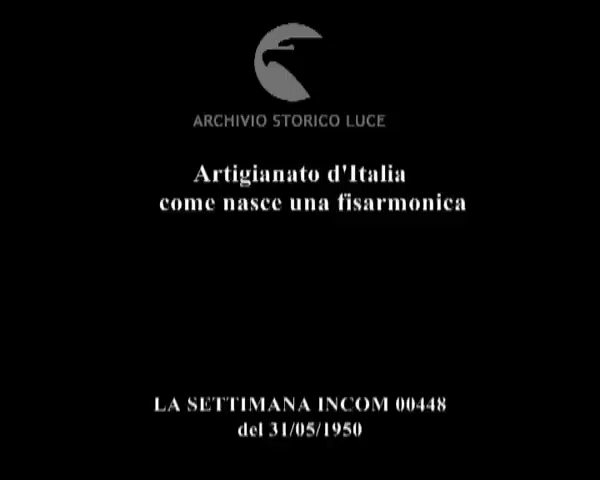 ARCHIVIO STORICO LUCE
Artigianato d'Italia
come nasce una fisarmonica
LA SETTIMANA INCOM 00448
del 31/05/1950